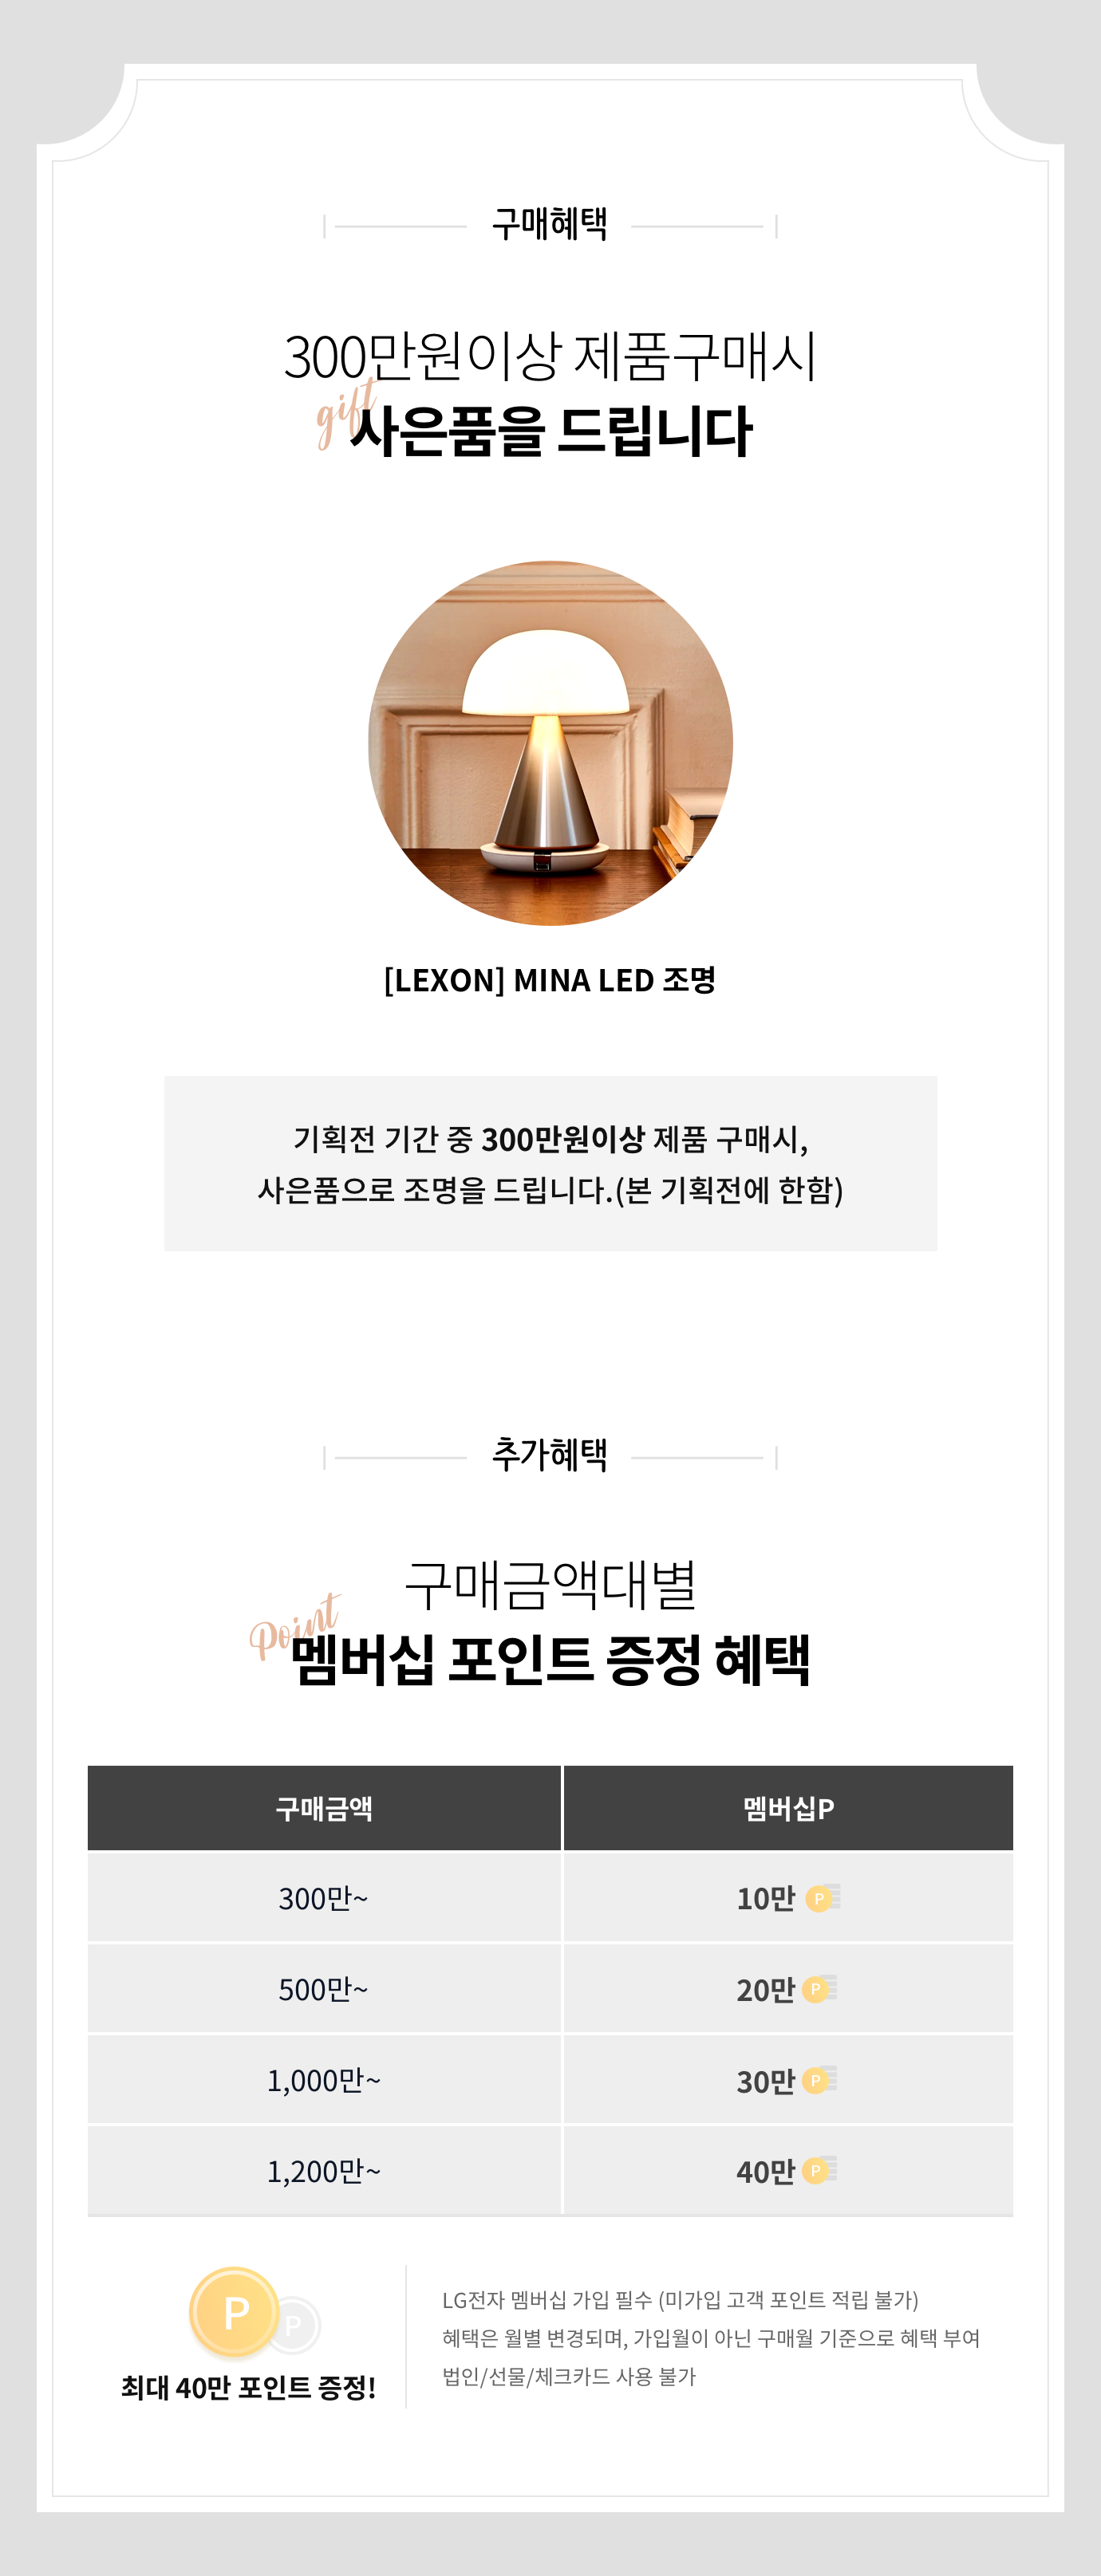 구매혜택
300만원이상 제품구매시
gift
사은품을 드립니다
[LEXON] MINA LED 조명
기획전 기간 중 300만원이상 제품 구매시,
사은품으로 조명을 드립니다.(본 기획전에 한함)
추가혜택
구매금액대별
Point
멤버십 포인트 증정 혜택
구매금액 멤버십P
300만~ 10만 P
500만~ 20만 P
1,000만~ 30만 P
1,200만~ 40만 P
P P
최대 40만 포인트 증정!
LG전자 멤버십 가입 필수 (미가입 고객 포인트 적립 불가)
혜택은 월별 변경되며, 가입월이 아닌 구매월 기준으로 혜택 부여
법인/선물/체크카드 사용 불가